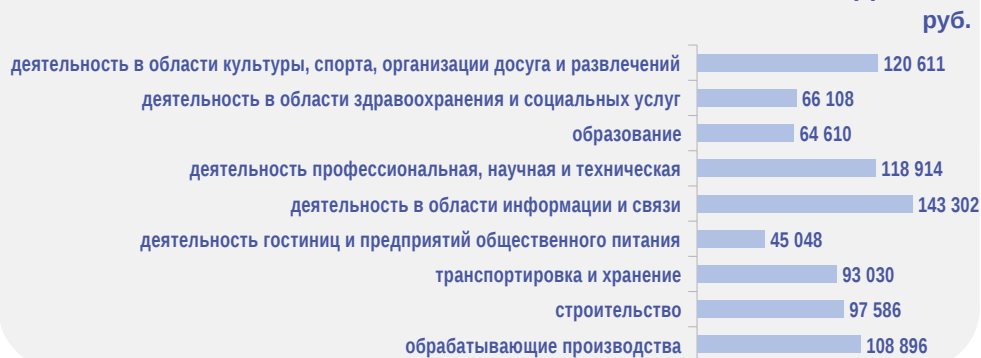 руб.
деятельность в области культуры, спорта, организации досуга и развлечений 120 611
деятельность в области здравоохранения и социальных услуг 66 108
образование 64 610
деятельность профессиональная, научная и техническая 118 914
деятельность в области информации и связи 143 302
деятельность гостиниц и предприятий общественного питания 45 048
транспортировка и хранение 93 030
строительство 97 586
обрабатывающие производства 108 896